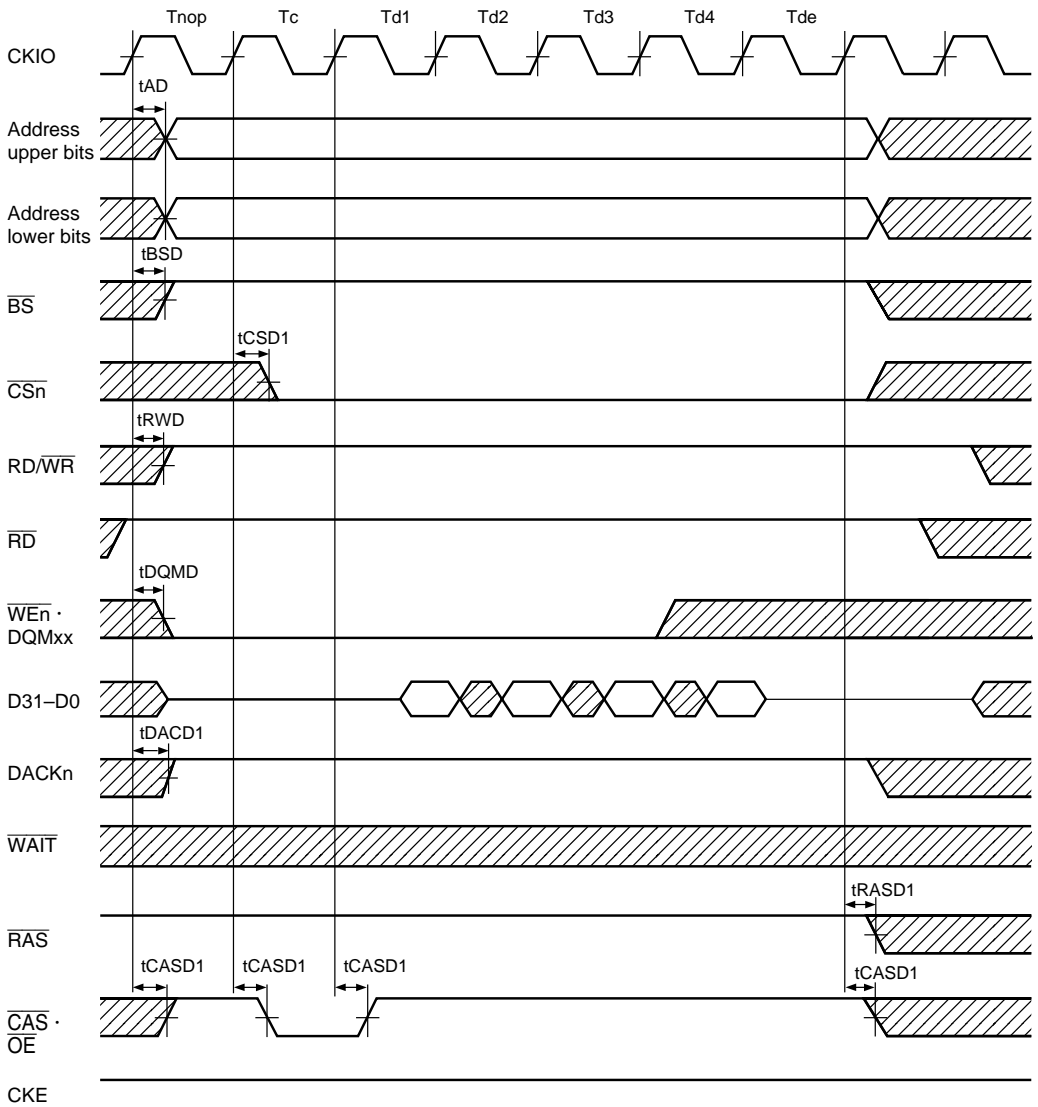 Tnop Tc Td1 Td2 Td3 Td4 Tde
CKIO
tAD
Address
upper bits
Address
lower bits
tBSD
BS
tCSD1
CSn
tRWD
RD/WR
RD
tDQMD
WEn ·
DQMxx
D31–D0
tDACD1
DACKn
WAIT
tRASD1
RAS
tCASD1 tCASD1 tCASD1 tCASD1
CAS ·
OE
CKE